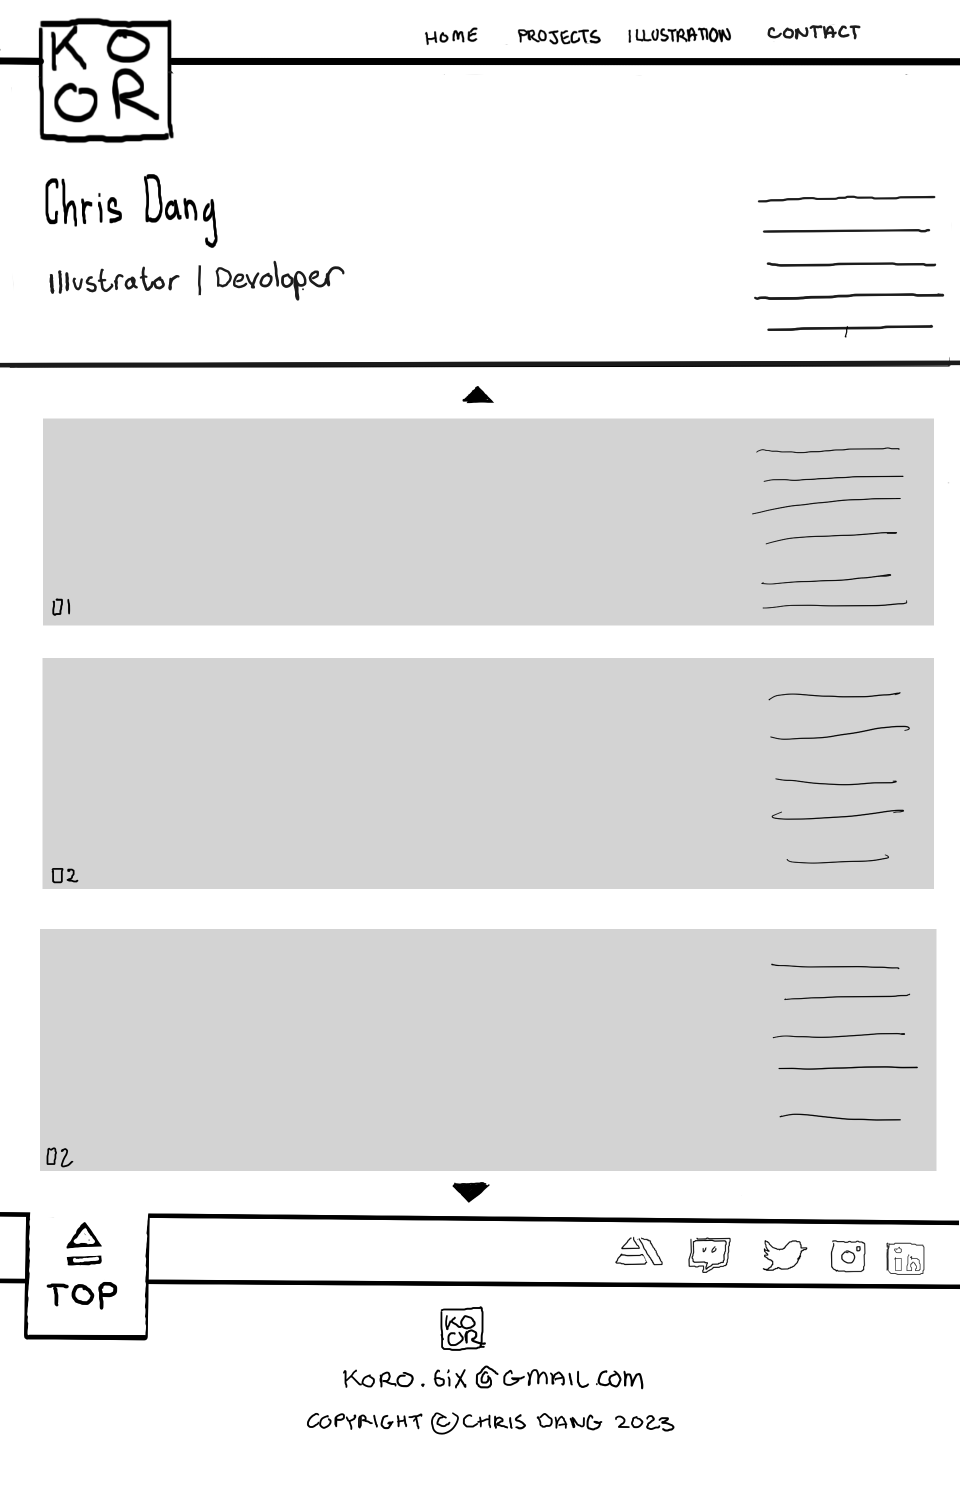 KO
OR
HOME PROJECTS ILLUSTRATION CONTACT
Chris Dang
Illustrator | Devoloper
01
02
02
TOP
in
KO
OR
KORO.6iX@GMAIL.COM
COPYRIGHT © CHRIS DANG 2023